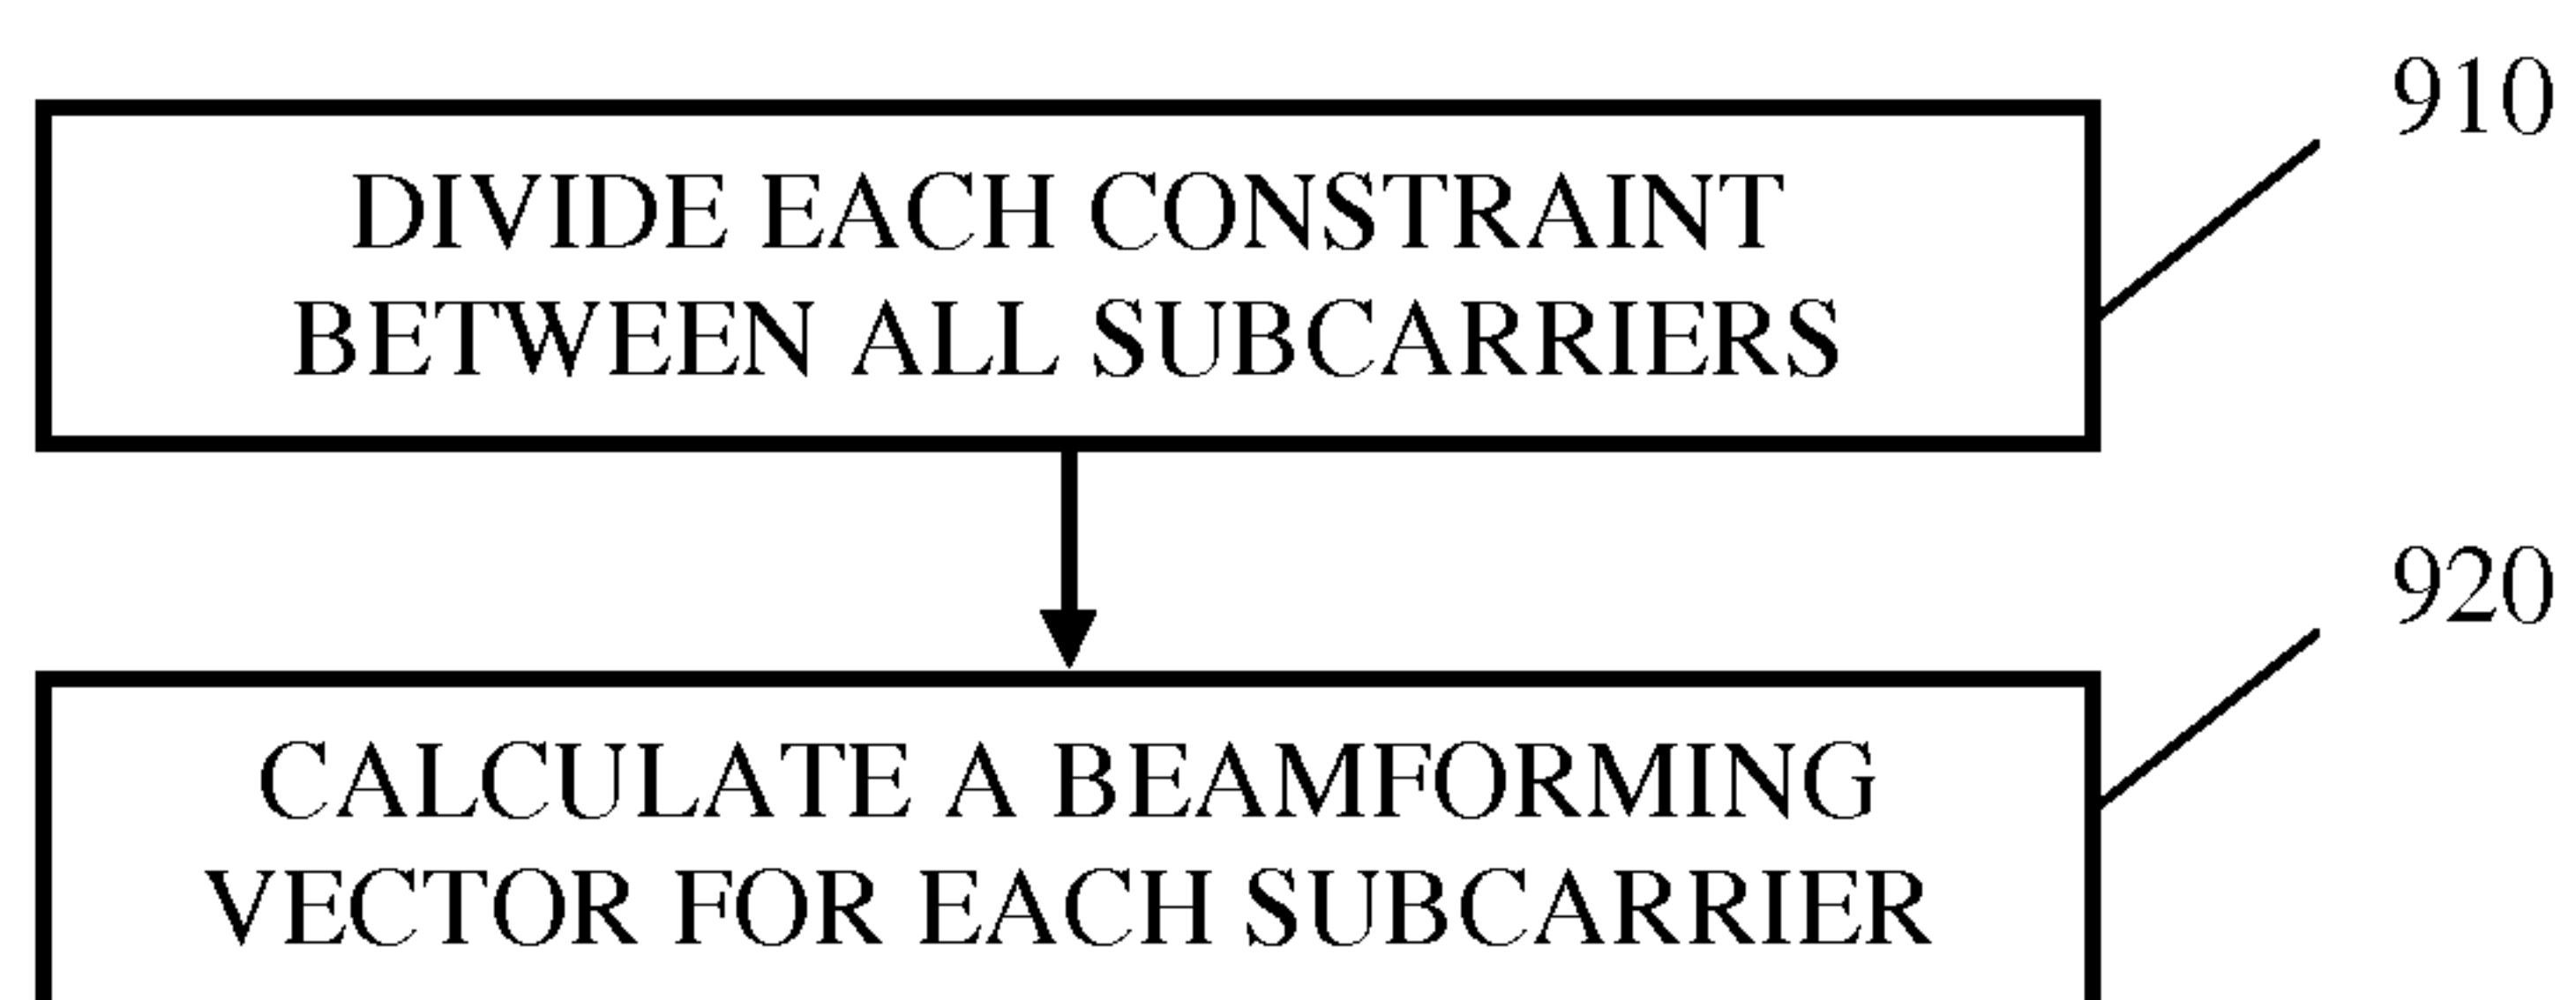 910
DIVIDE EACH CONSTRAINT
BETWEEN ALL SUBCARRIERS
920
CALCULATE A BEAMFORMING
VECTOR FOR EACH SUBCARRIER